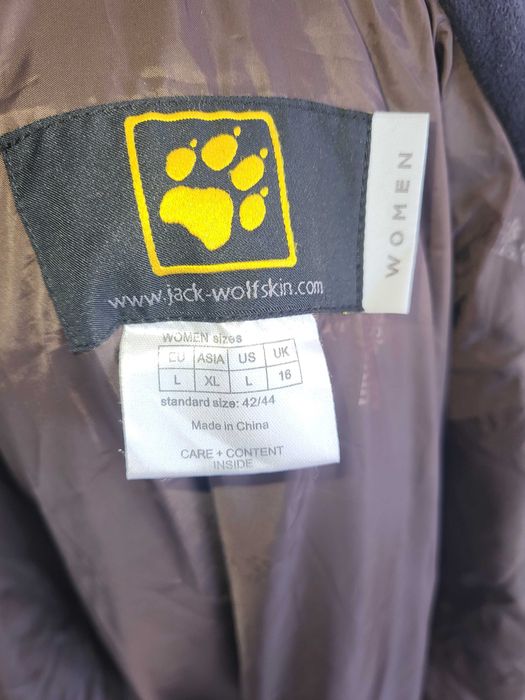 www.jack-wolfskin.com
WOMEN
WOMEN sizes
EU ASIA US UK
L XL L 16
standard size: 42/44
Made in China
CARE + CONTENT
INSIDE